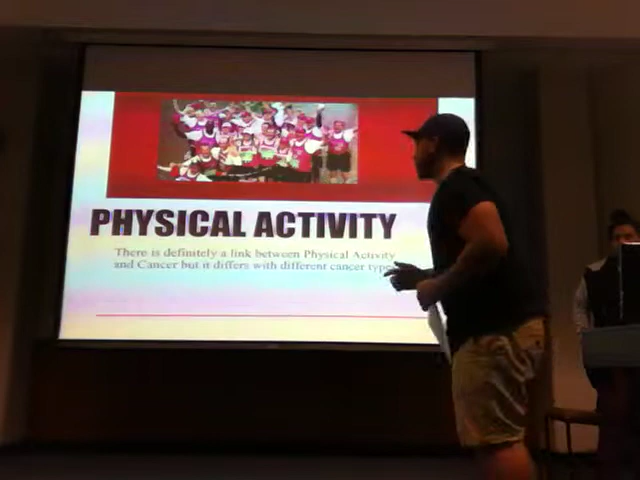 PHYSICAL ACTIVITY
There is definitely a link between Physical Activity
and Cancer but it differs with different cancer types